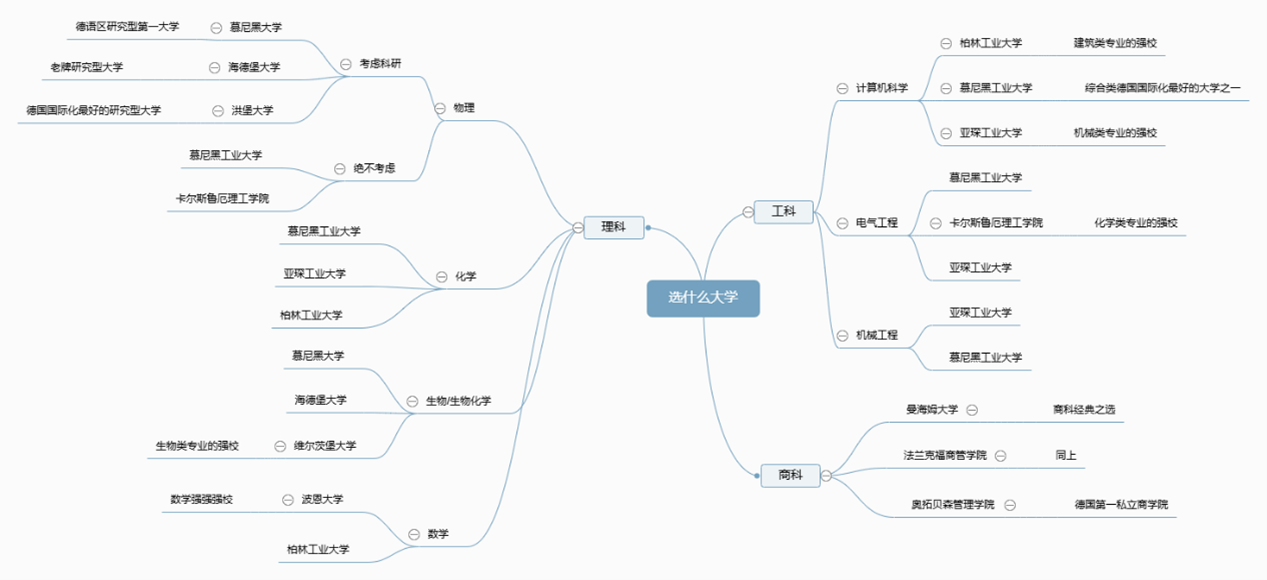 选什么大学
理科
物理
考虑科研
慕尼黑大学
德语区研究型第一大学
海德堡大学
老牌研究型大学
洪堡大学
德国国际化最好的研究型大学
绝不考虑
慕尼黑工业大学
卡尔斯鲁厄理工学院
化学
慕尼黑工业大学
亚琛工业大学
柏林工业大学
生物/生物化学
慕尼黑大学
海德堡大学
维尔茨堡大学
生物类专业的强校
数学
波恩大学
数学强强强校
柏林工业大学
工科
计算机科学
柏林工业大学
建筑类专业的强校
慕尼黑工业大学
综合类德国国际化最好的大学之一
亚琛工业大学
机械类专业的强校
电气工程
慕尼黑工业大学
卡尔斯鲁厄理工学院
化学类专业的强校
亚琛工业大学
机械工程
亚琛工业大学
慕尼黑工业大学
商科
曼海姆大学
商科经典之选
法兰克福商管学院
同上
奥拓贝森管理学院
德国第一私立商学院